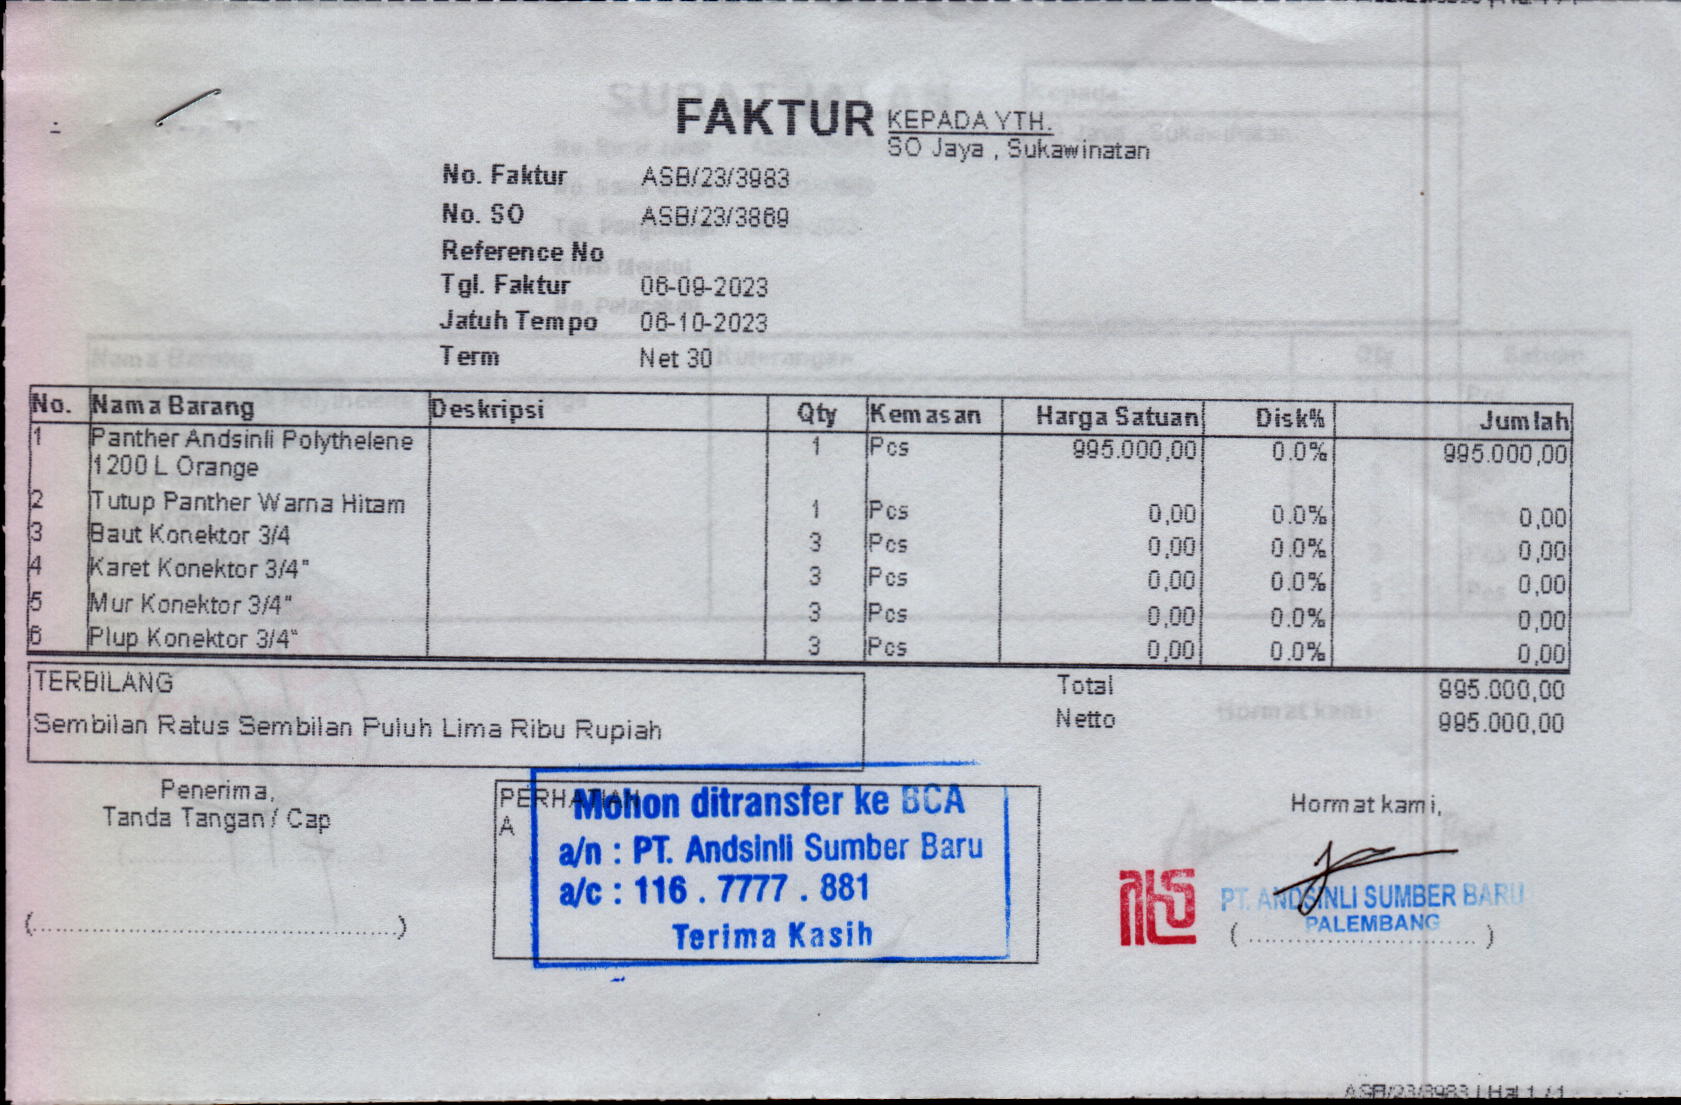 FAKTUR
KEPADA YTH.
SO Jaya , Sukawinatan
No. Faktur ASB/23/3983
No. SO ASB/23/3869
Reference No
Tgl. Faktur 06-09-2023
Jatuh Tempo 06-10-2023
Term Net 30
No. Nama Barang Deskripsi Qty Kemasan Harga Satuan Disk% Jumlah
1 Panther Andsinli Polythelene 1 Pcs 995.000,00 0.0% 995.000,00
1200 L Orange
2 Tutup Panther Warna Hitam 1 Pcs 0,00 0.0% 0,00
3 Baut Konektor 3/4 3 Pcs 0,00 0.0% 0,00
4 Karet Konektor 3/4" 3 Pcs 0,00 0.0% 0,00
5 Mur Konektor 3/4" 3 Pcs 0,00 0.0% 0,00
6 Plup Konektor 3/4" 3 Pcs 0,00 0.0% 0,00
TERBILANG
Sembilan Ratus Sembilan Puluh Lima Ribu Rupiah
Total 995.000,00
Netto 995.000,00
Penerima,
Tanda Tangan / Cap
(......................................................)
PERHATIAN
A
Mohon ditransfer ke BCA
a/n : PT. Andsinli Sumber Baru
a/c : 116 . 7777 . 881
Terima Kasih
Hormat kami,
PT. ANDSINLI SUMBER BARU
PALEMBANG
(..................................)
ASB/23/3983 | Hal 1 / 1